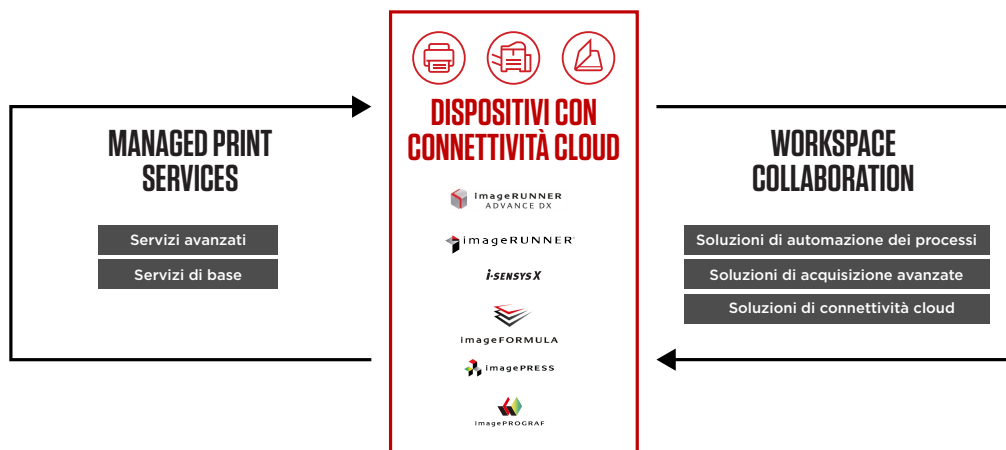 MANAGED PRINT
SERVICES
Servizi avanzati
Servizi di base
DISPOSITIVI CON
CONNETTIVITÀ CLOUD
imageRUNNER
ADVANCE DX
imageRUNNER
i-SENSYS X
imageFORMULA
imagePRESS
imagePROGRAF
WORKSPACE
COLLABORATION
Soluzioni di automazione dei processi
Soluzioni di acquisizione avanzate
Soluzioni di connettività cloud